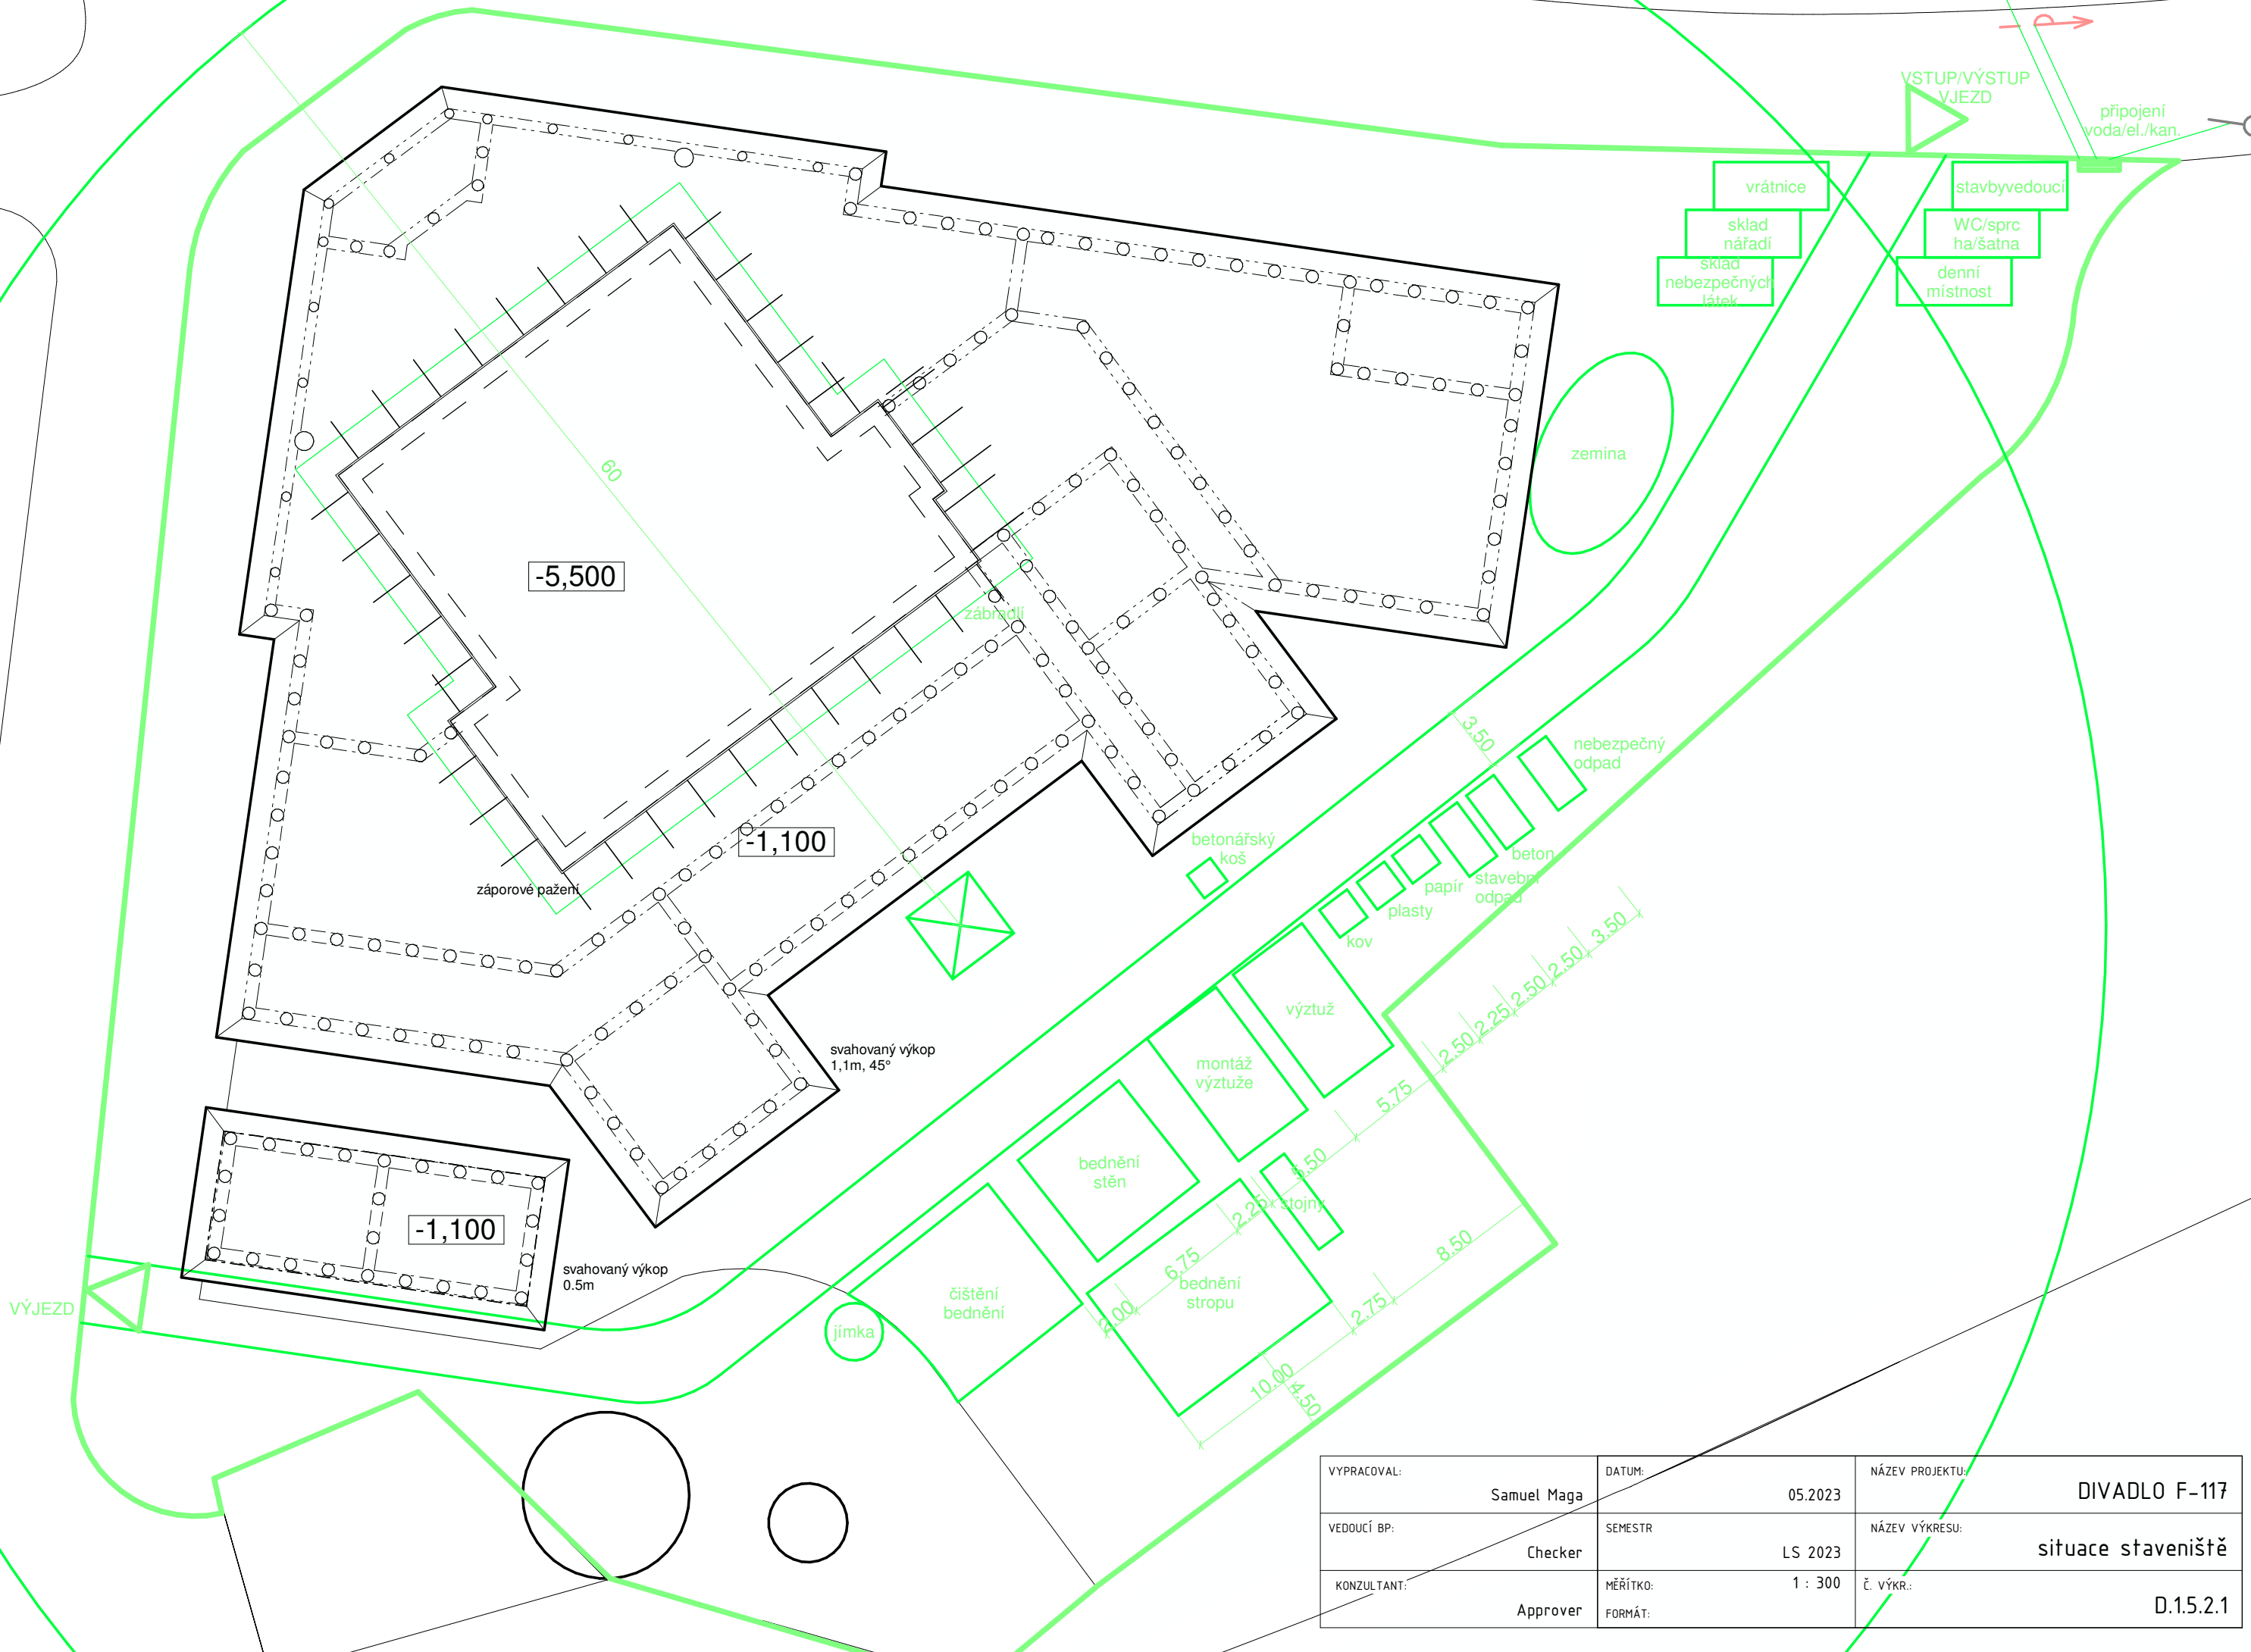 VSTUP/VÝSTUP
VJEZD
připojení
voda/el./kan.
vrátnice
sklad
nářadí
sklad
nebezpečných
látek
stavbyvedoucí
WC/sprc
ha/šatna
denní
místnost
zemina
60
-5,500
zábradlí
3.50
nebezpečný
odpad
-1,100
betonářský
koš
beton
stavební
odpad
papír
plasty
kov
záporové pažení
3.50
2.50
2.50
2.25
2.50
5.75
5.50
2.25
6.75
2.00
výztuž
montáž
výztuže
svahovaný výkop
1,1m, 45°
bednění
stěn
stojny
8.50
2.75
10.00
4.50
bednění
stropu
-1,100
svahovaný výkop
0.5m
čištění
bednění
VÝJEZD
jímka
VYPRACOVAL:
Samuel Maga
DATUM:
05.2023
NÁZEV PROJEKTU:
DIVADLO F-117
VEDOUCÍ BP:
Checker
SEMESTR
LS 2023
NÁZEV VÝKRESU:
situace staveniště
KONZULTANT:
Approver
MĚŘÍTKO:
1 : 300
FORMÁT:
Č. VÝKR.:
D.1.5.2.1